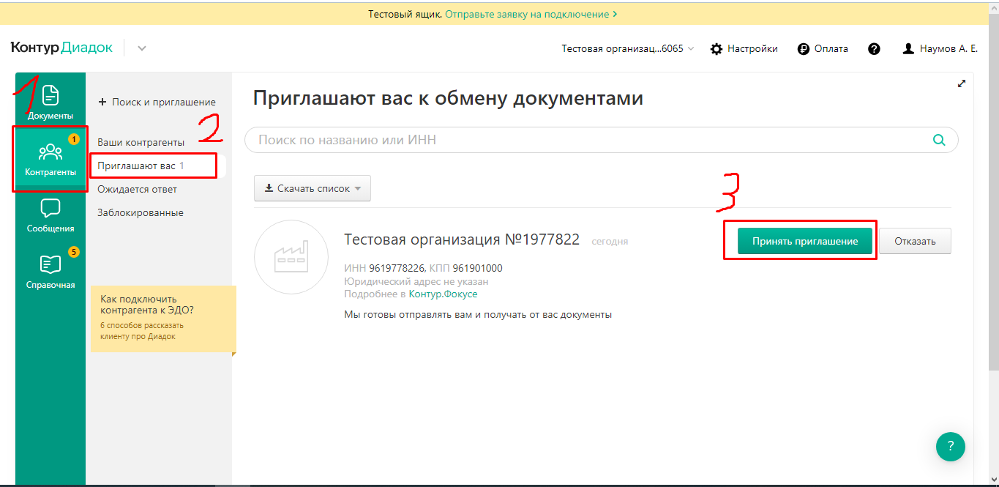 Тестовый ящик. Отправьте заявку на подключение >
Контур Диадок
Тестовая организац...6065
Настройки
Оплата
?
Наумов А. Е.
1
Документы
1
Контрагенты
Сообщения
5
Справочная
+ Поиск и приглашение
2
Ваши контрагенты
Приглашают вас 1
Ожидается ответ
Заблокированные
Как подключить
контрагента к ЭДО?
6 способов рассказать
клиенту про Диадок
Приглашают вас к обмену документами
Поиск по названию или ИНН
Скачать список
3
Тестовая организация №1977822 сегодня
Принять приглашение
Отказать
ИНН 9619778226, КПП 961901000
Юридический адрес не указан
Подробнее в Контур.Фокусе
Мы готовы отправлять вам и получать от вас документы
?